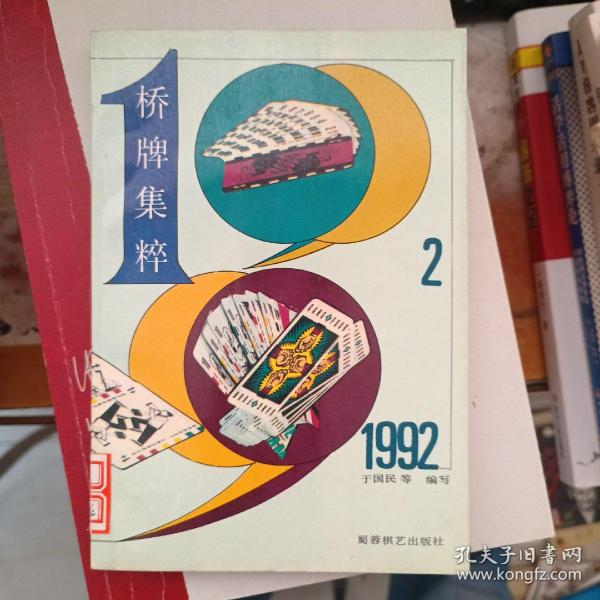 1
桥牌集粹
2
1992
于国民等 编写
蜀蓉棋艺出版社
孔夫子旧书网
www.kongfz.com